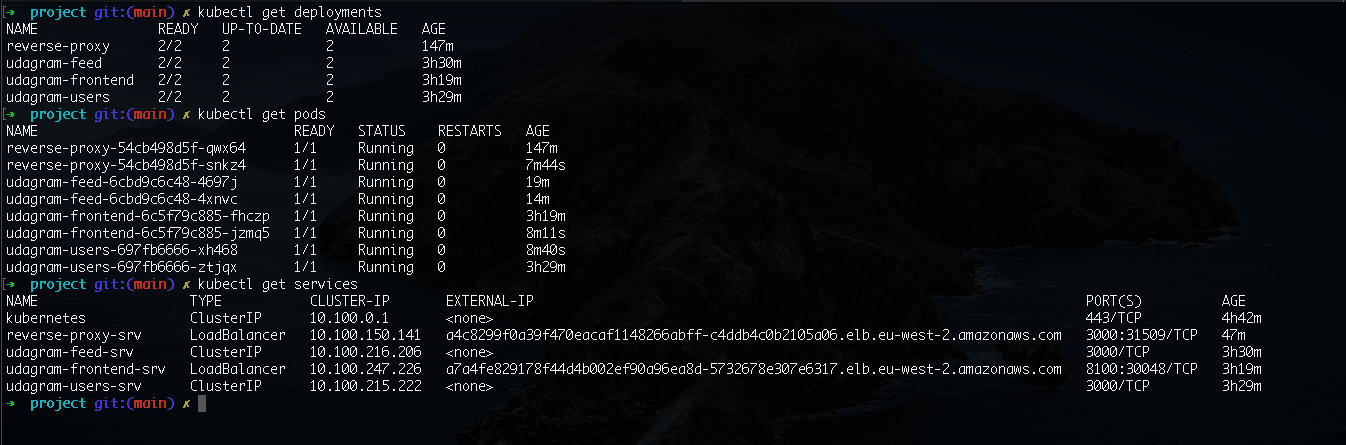 ➜  project git:(main) ✗ kubectl get deployments
NAME               READY   UP-TO-DATE   AVAILABLE   AGE
reverse-proxy      2/2     2            2           147m
udagram-feed       2/2     2            2           3h30m
udagram-frontend   2/2     2            2           3h19m
udagram-users      2/2     2            2           3h29m
➜  project git:(main) ✗ kubectl get pods
NAME                                READY   STATUS    RESTARTS   AGE
reverse-proxy-54cb498d5f-qwx64      1/1     Running   0          147m
reverse-proxy-54cb498d5f-snkz4      1/1     Running   0          7m44s
udagram-feed-6cbd9c6c48-4697j       1/1     Running   0          19m
udagram-feed-6cbd9c6c48-4xnvc       1/1     Running   0          14m
udagram-frontend-6c5f79c885-fhczp   1/1     Running   0          3h19m
udagram-frontend-6c5f79c885-jzmq5   1/1     Running   0          8m11s
udagram-users-697fb6666-xh468       1/1     Running   0          8m40s
udagram-users-697fb6666-ztjqx       1/1     Running   0          3h29m
➜  project git:(main) ✗ kubectl get services
NAME                   TYPE           CLUSTER-IP       EXTERNAL-IP                                                                     PORT(S)          AGE
kubernetes             ClusterIP      10.100.0.1       <none>                                                                          443/TCP          4h42m
reverse-proxy-srv      LoadBalancer   10.100.150.141   a4c8299f0a39f470eacaf1148266abff-c4ddb4c0b2105a06.elb.eu-west-2.amazonaws.com   3000:31509/TCP   47m
udagram-feed-srv       ClusterIP      10.100.216.206   <none>                                                                          3000/TCP         3h30m
udagram-frontend-srv   LoadBalancer   10.100.247.226   a7a4fe829178f44d4b002ef90a96ea8d-5732678e307e6317.elb.eu-west-2.amazonaws.com   8100:30048/TCP   3h19m
udagram-users-srv      ClusterIP      10.100.215.222   <none>                                                                          3000/TCP         3h29m
➜  project git:(main) ✗